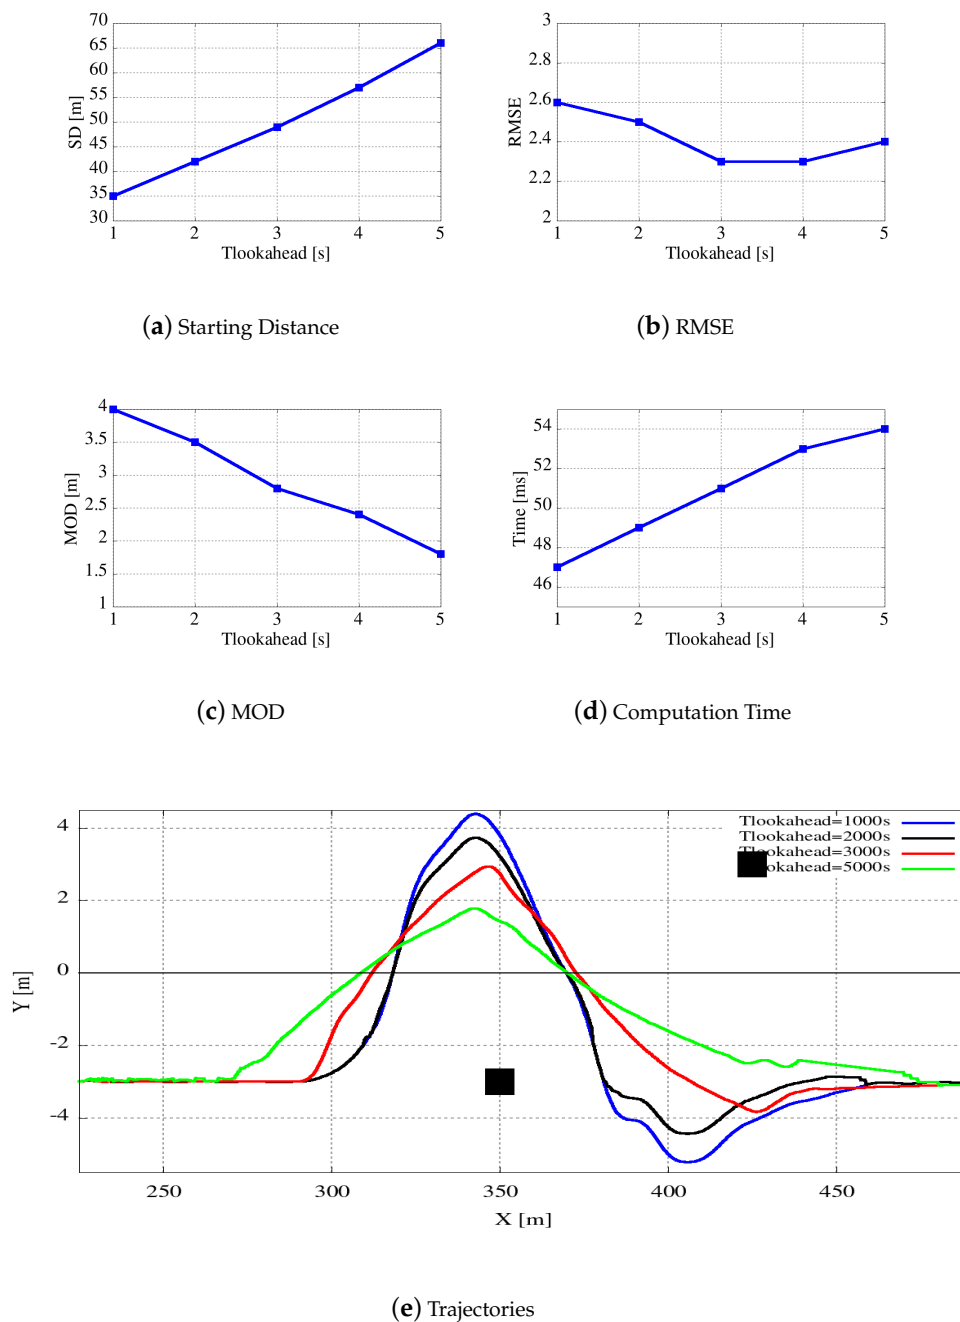 70
65
60
55
50
45
40
35
30
SD [m]
1 2 3 4 5
Tlookahead [s]
(a) Starting Distance
3
2.8
2.6
2.4
2.2
2
RMSE
1 2 3 4 5
Tlookahead [s]
(b) RMSE
4
3.5
3
2.5
2
1.5
1
MOD [m]
1 2 3 4 5
Tlookahead [s]
(c) MOD
54
52
50
48
46
Time [ms]
1 2 3 4 5
Tlookahead [s]
(d) Computation Time
4
2
0
-2
-4
Y [m]
Tlookahead=1000s
Tlookahead=2000s
Tlookahead=3000s
lookahead=5000s
250 300 350 400 450
X [m]
(e) Trajectories